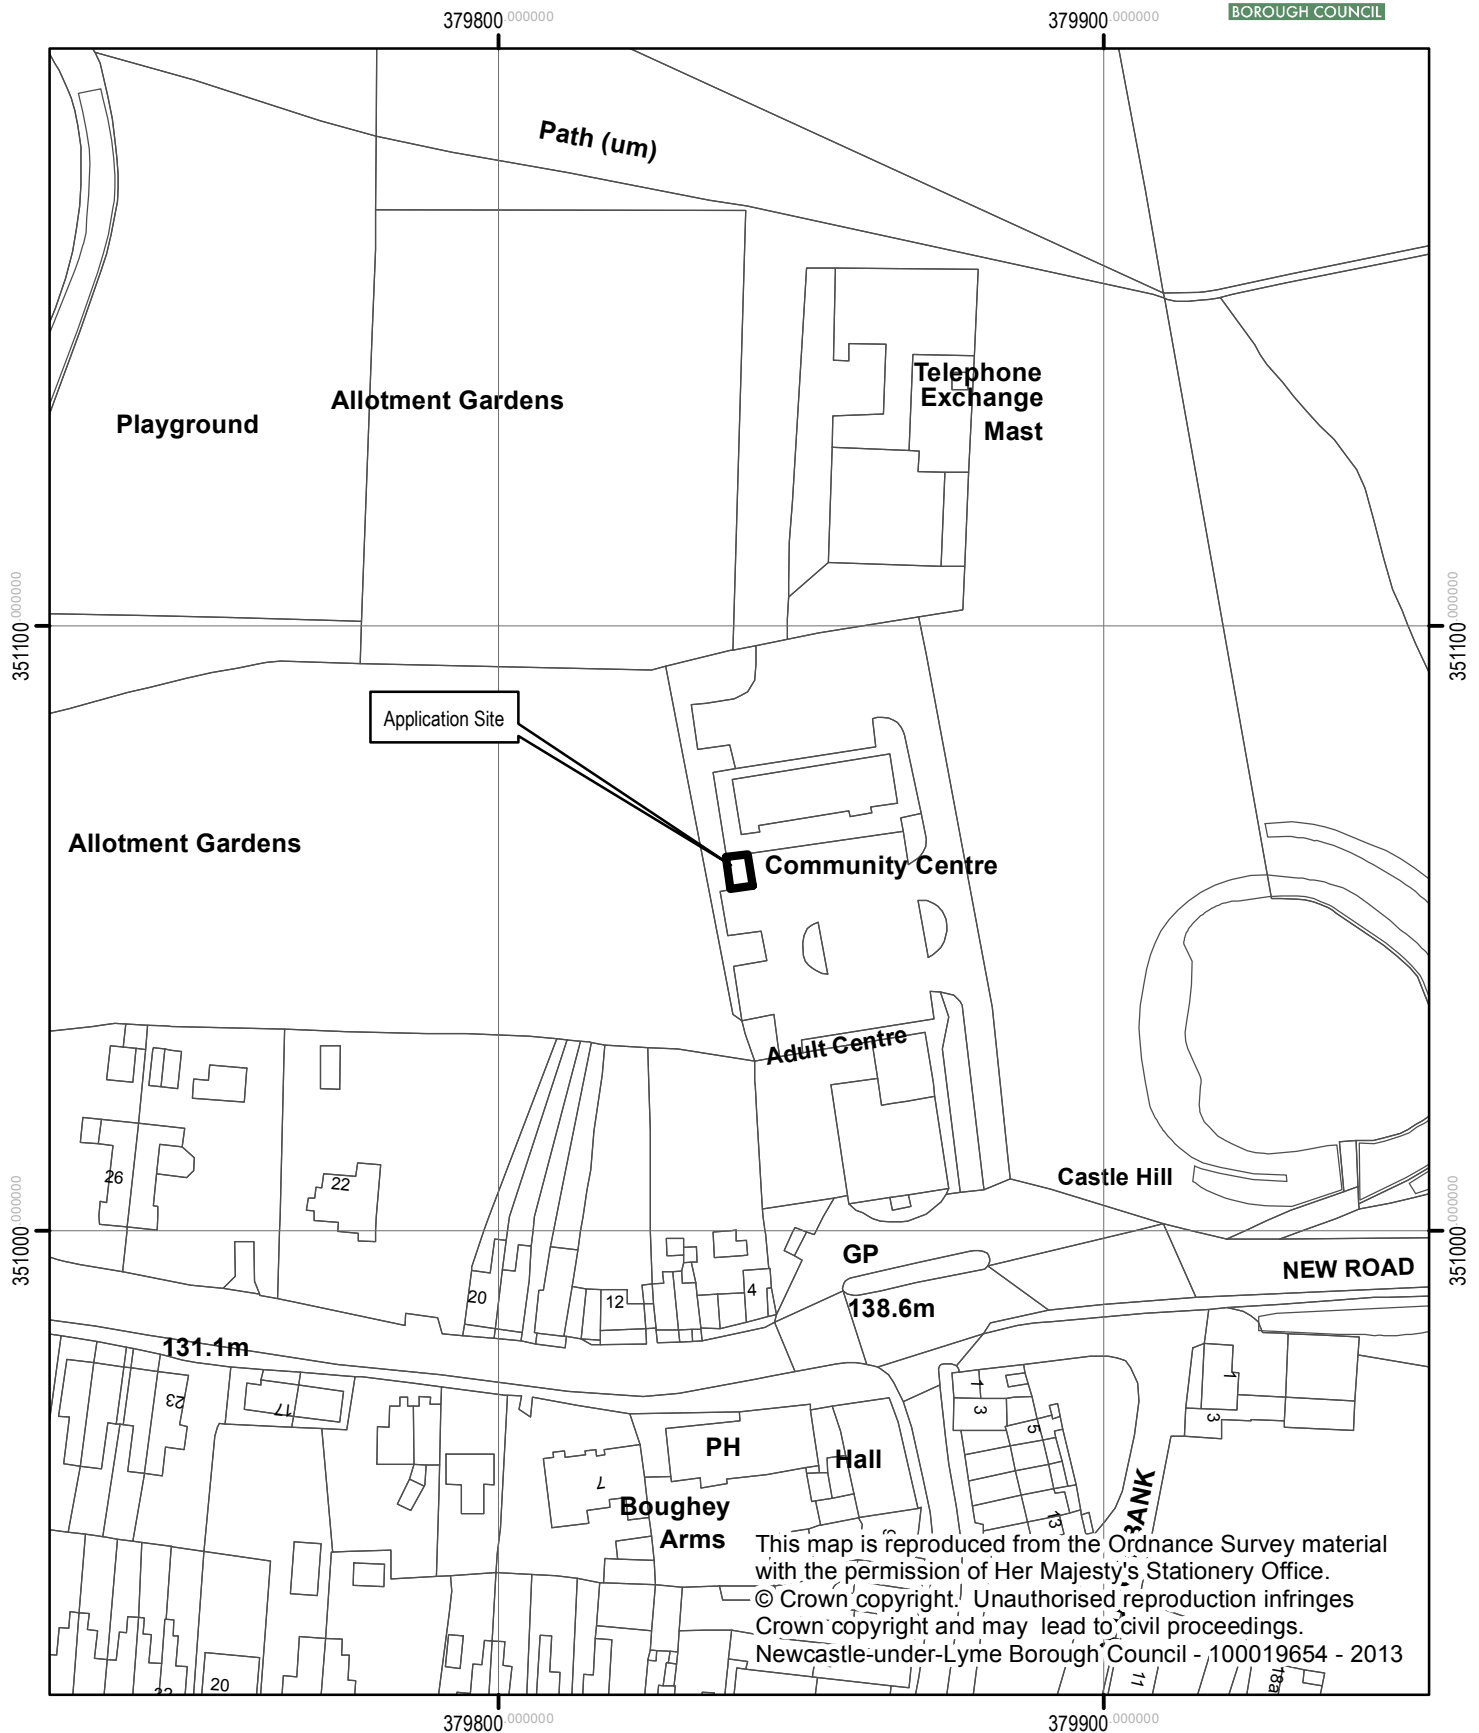 BOROUGH COUNCIL
379800.000000
379900.000000
Path (um)
Telephone
Exchange
Mast
Allotment Gardens
Playground
351100.000000
351100.000000
Application Site
Allotment Gardens
Community Centre
Adult Centre
26
22
Castle Hill
351000.000000
351000.000000
GP
NEW ROAD
20
12
4
138.6m
131.1m
23
17
1
3
5
1
3
PH
Hall
7
Boughey
Arms
13
BANK
This map is reproduced from the Ordnance Survey material
with the permission of Her Majesty's Stationery Office.
© Crown copyright. Unauthorised reproduction infringes
Crown copyright and may lead to civil proceedings.
Newcastle-under-Lyme Borough Council - 100019654 - 2013
20
11
18a
379800.000000
379900.000000